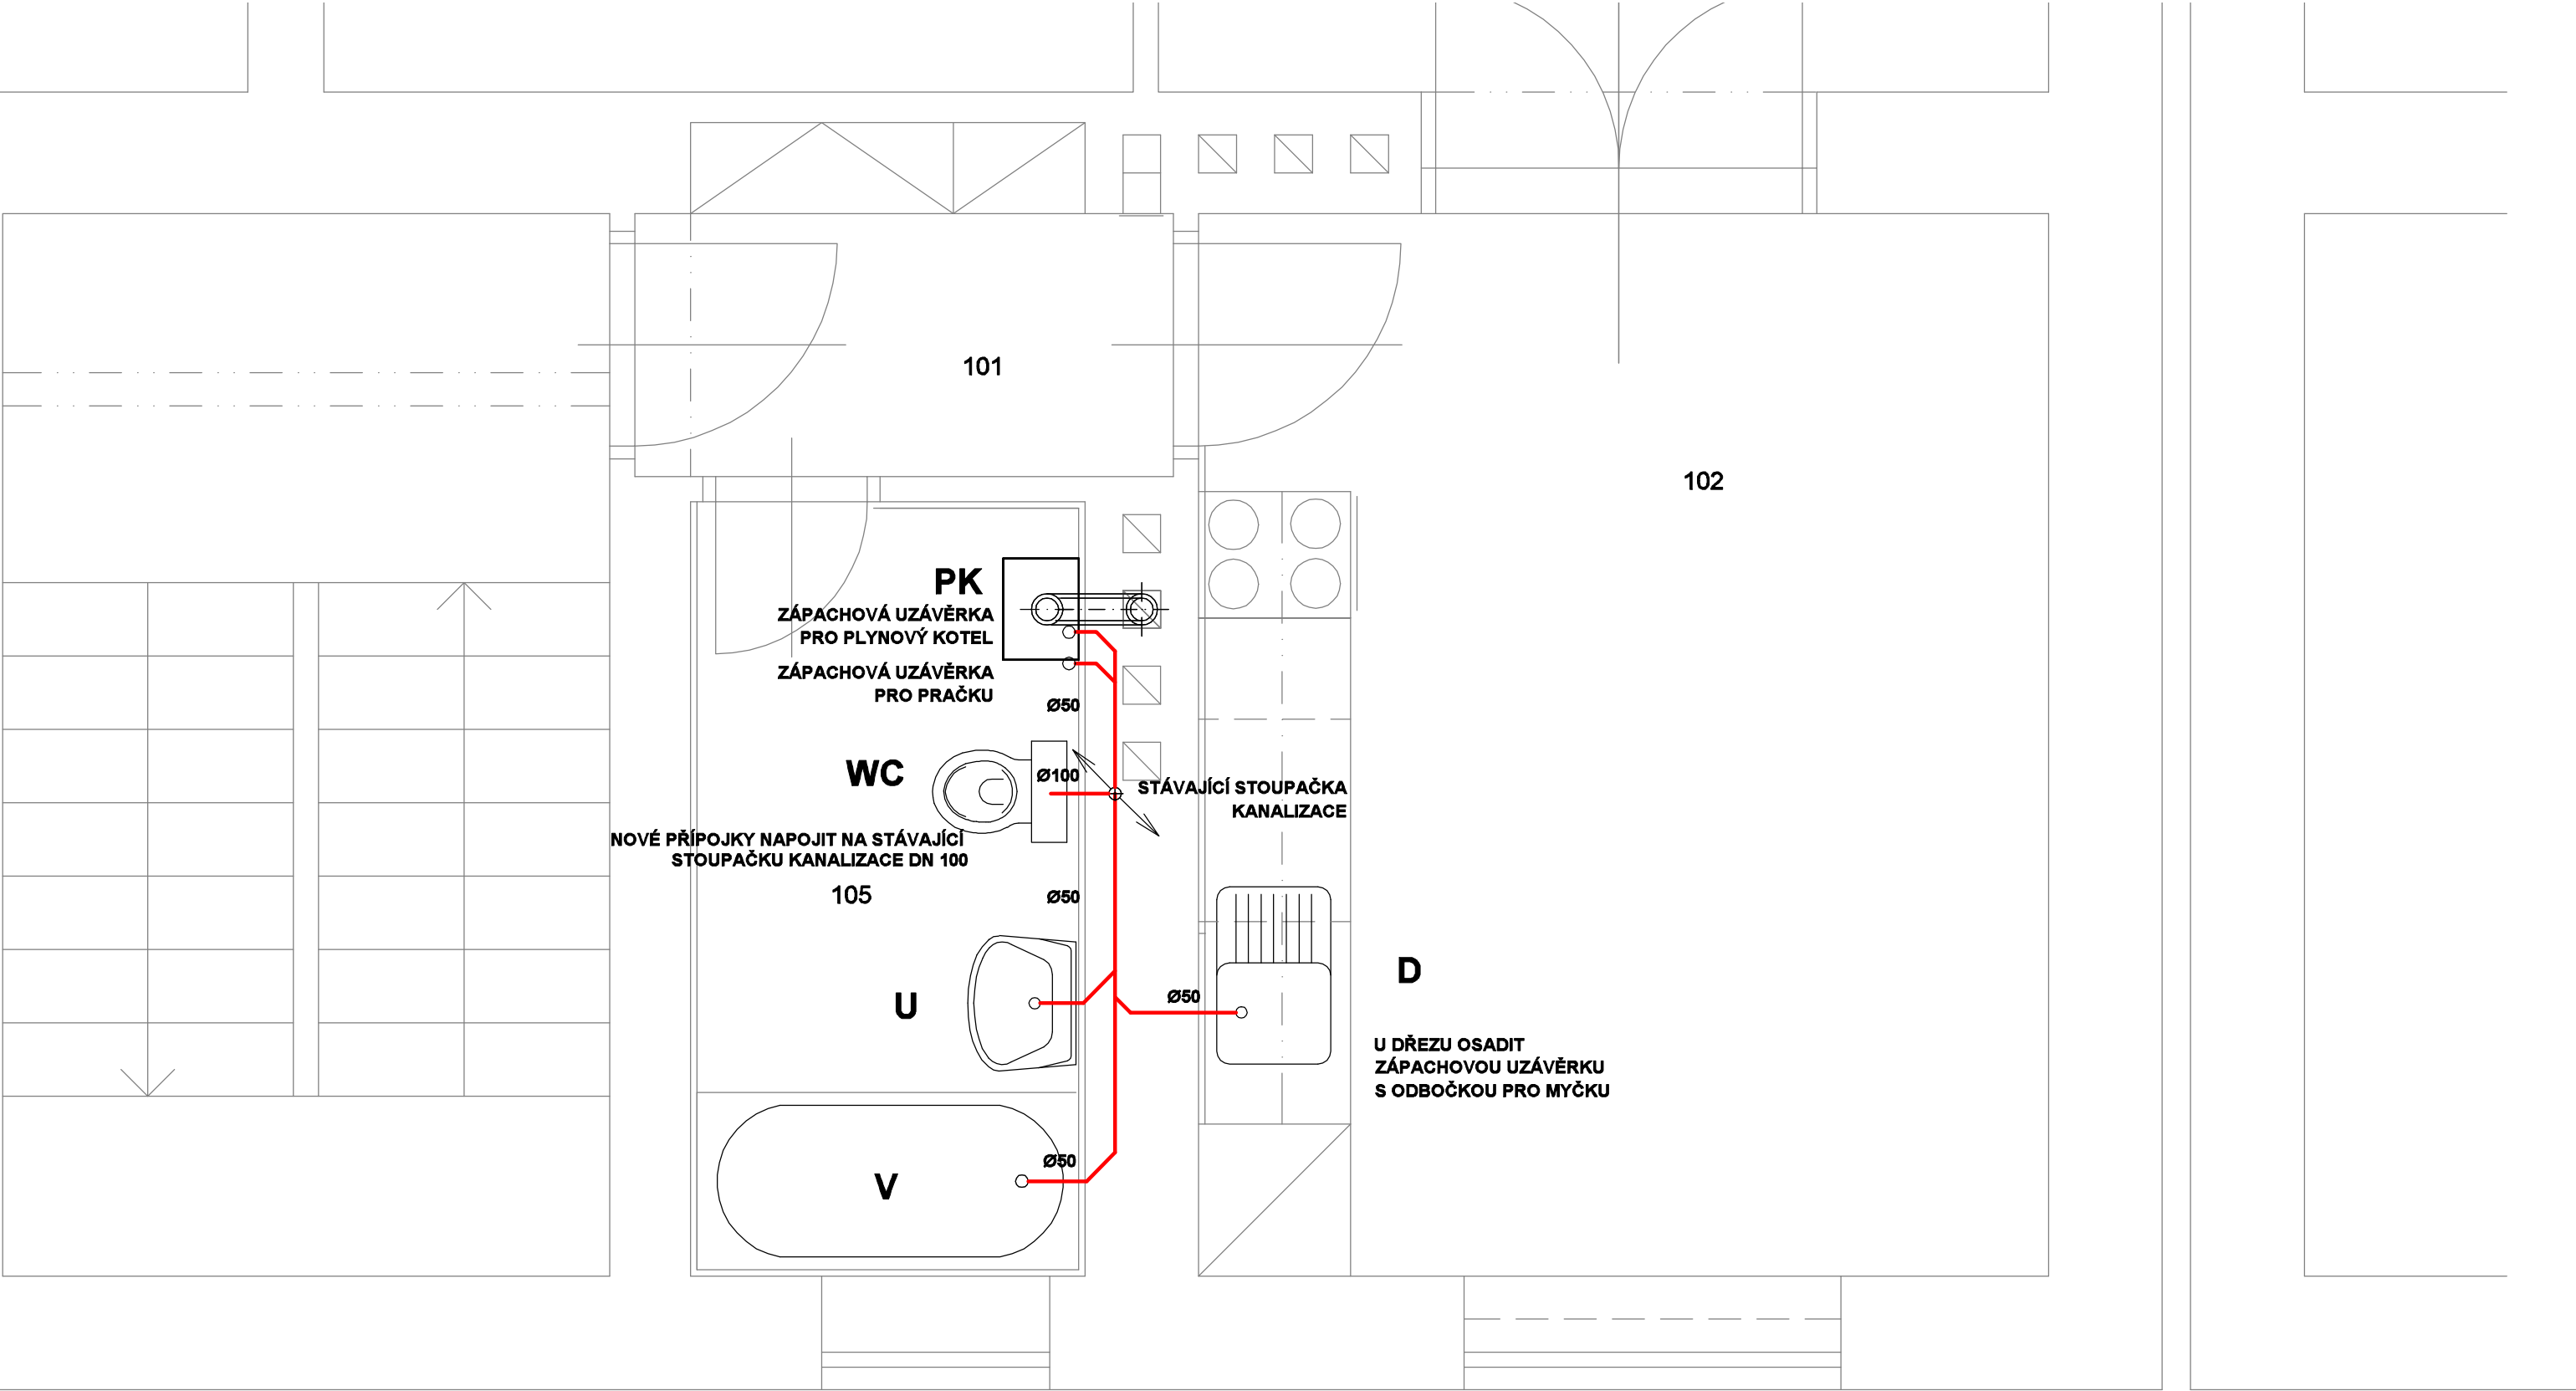 101
102
PK
ZÁPACHOVÁ UZÁVĚRKA
PRO PLYNOVÝ KOTEL
ZÁPACHOVÁ UZÁVĚRKA
PRO PRAČKU
Ø50
WC
Ø100
STÁVAJÍCÍ STOUPAČKA
KANALIZACE
NOVÉ PŘÍPOJKY NAPOJIT NA STÁVAJÍCÍ
STOUPAČKU KANALIZACE DN 100
105
Ø50
U
Ø50
D
U DŘEZU OSADIT
ZÁPACHOVOU UZÁVĚRKU
S ODBOČKOU PRO MYČKU
Ø50
V